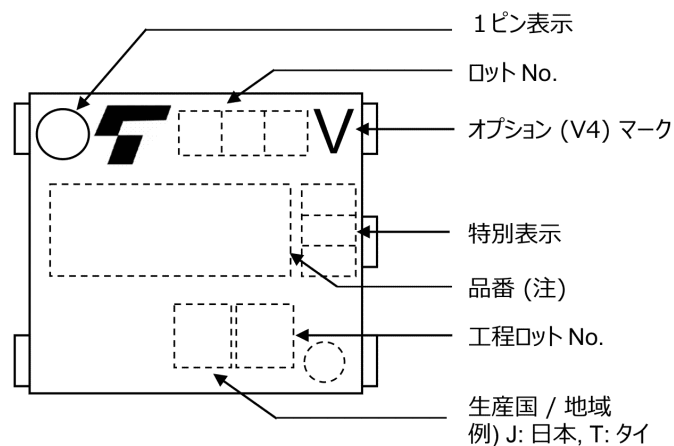 1ピン表示
ロット No.
V
オプション (V4) マーク
特別表示
品番 (注)
工程ロット No.
生産国 / 地域
例) J: 日本, T: タイ